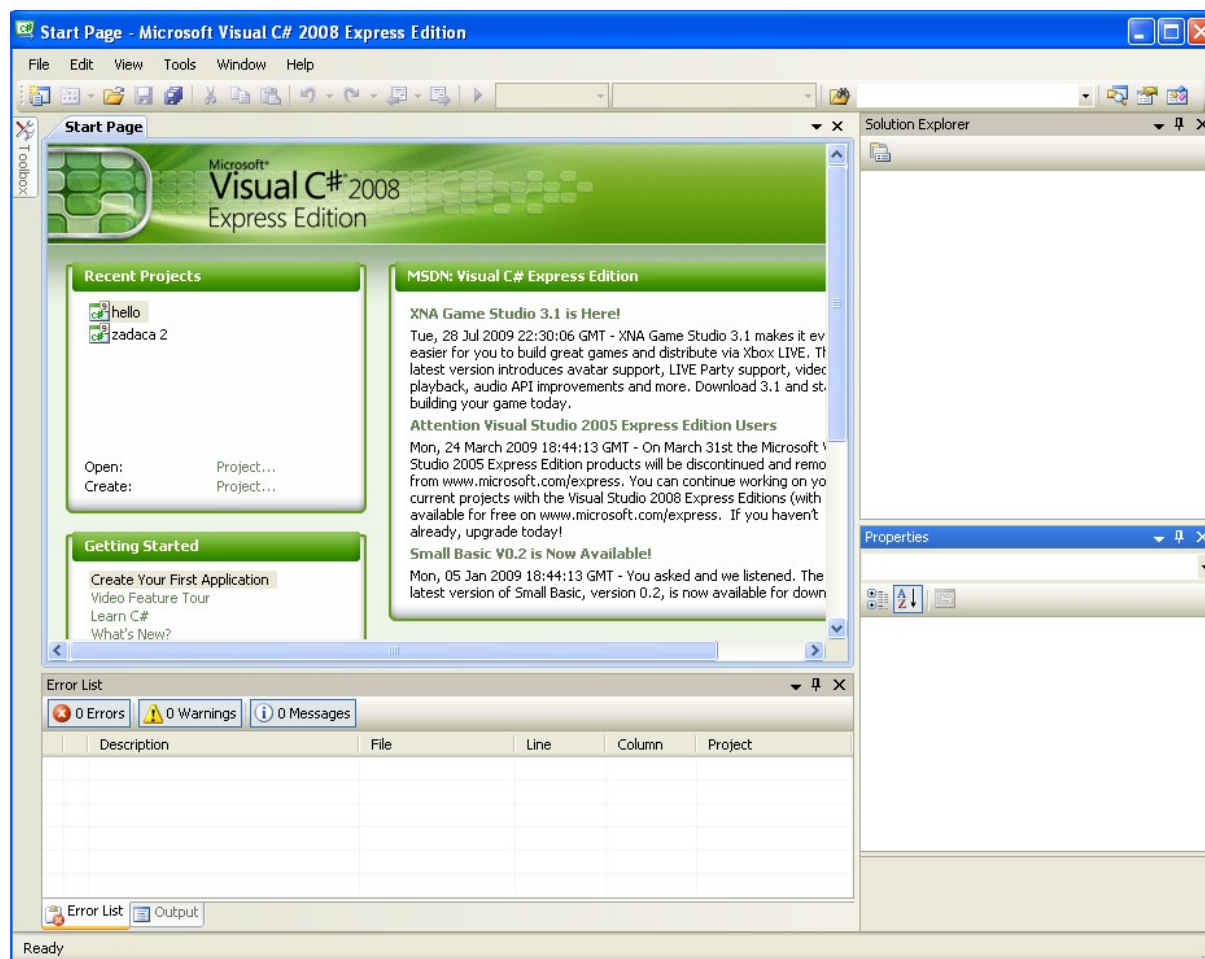 Start Page - Microsoft Visual C# 2008 Express Edition
File Edit View Tools Window Help
Toolbox
Start Page
Microsoft®
Visual C#® 2008
Express Edition
Recent Projects
hello
zadaca 2
Open: Project...
Create: Project...
Getting Started
Create Your First Application
Video Feature Tour
Learn C#
What's New?
MSDN: Visual C# Express Edition
XNA Game Studio 3.1 is Here!
Tue, 28 Jul 2009 22:30:06 GMT - XNA Game Studio 3.1 makes it ev
easier for you to build great games and distribute via Xbox LIVE.
latest version introduces avatar support, LIVE Party support,
playback, audio API improvements and more. Download 3.1 and
building your game today.
Attention Visual Studio 2005 Express Edition Users
Mon, 24 March 2009 18:44:13 GMT - On March 31st the Microsoft
Studio 2005 Express Edition products will be discontinued and remo
from www.microsoft.com/express. You can continue working on yo
current projects with the Visual Studio 2008 Express Editions (with
available for free on www.microsoft.com/express. If you haven't
already, upgrade today!
Small Basic V0.2 is Now Available!
Mon, 05 Jan 2009 18:44:13 GMT - You asked and we listened. The
latest version of Small Basic, version 0.2, is now available for down
Solution Explorer
Properties
Error List
0 Errors 0 Warnings 0 Messages
Description File Line Column Project
Error List Output
Ready